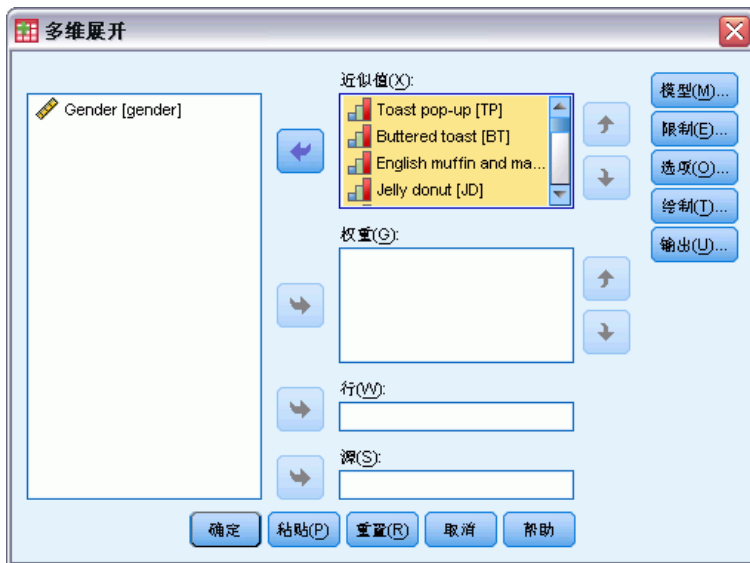 多维展开
Gender [gender]
近似值(X):
Toast pop-up [TP]
Buttered toast [BT]
English muffin and ma...
Jelly donut [JD]
权重(G):
行(W):
源(S):
模型(M)...
限制(E)...
选项(O)...
绘制(T)...
输出(U)...
确定
粘贴(P)
重置(R)
取消
帮助